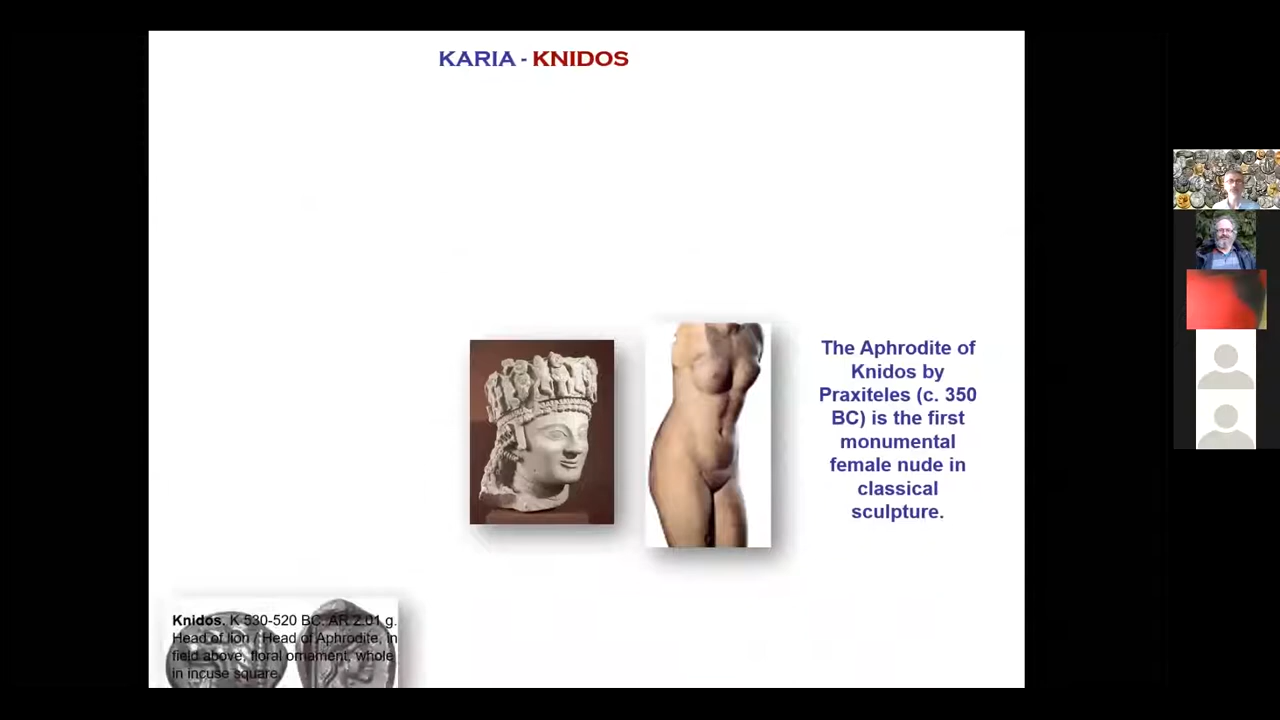 KARIA - KNIDOS
The Aphrodite of
Knidos by
Praxiteles (c. 350
BC) is the first
monumental
female nude in
classical
sculpture.
Knidos. K 530-520 BC. AR 2.01 g.
Head of lion / Head of Aphrodite, in
field above, floral ornament, whole
in incuse square.